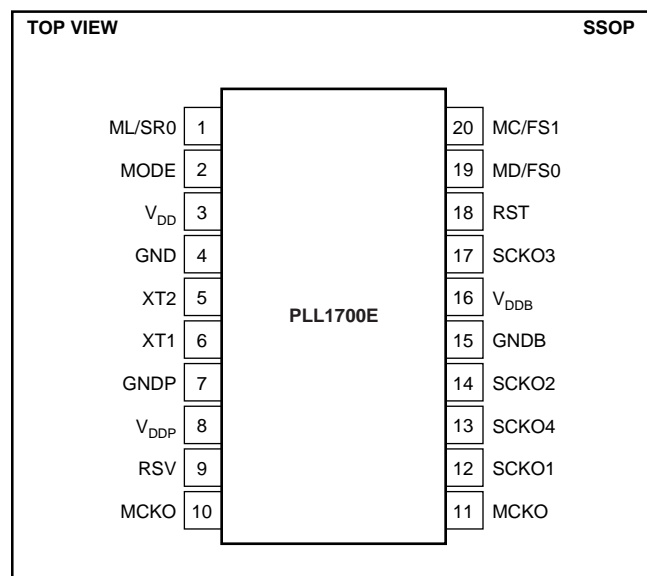 TOP VIEW SSOP
ML/SR0 1 20 MC/FS1
MODE 2 19 MD/FS0
VDD 3 18 RST
GND 4 17 SCKO3
XT2 5 16 VDDB
PLL1700E
XT1 6 15 GNDB
GNDP 7 14 SCKO2
VDDP 8 13 SCKO4
RSV 9 12 SCKO1
MCKO 10 11 MCKO